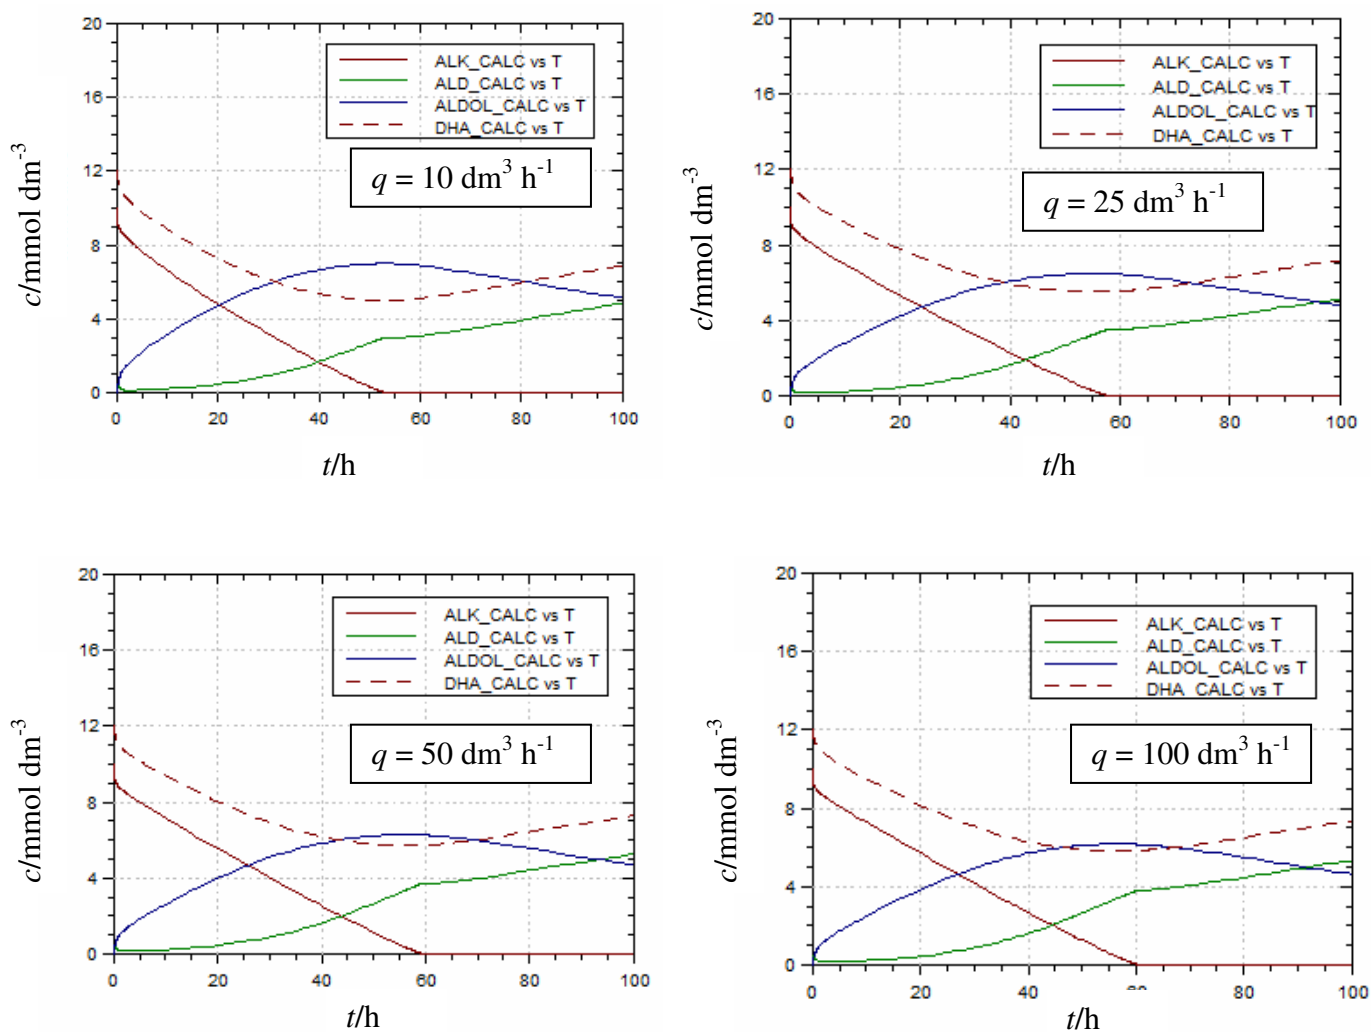 20
16
12
8
4
0
c/mmol dm-3
ALK_CALC vs T
ALD_CALC vs T
ALDOL_CALC vs T
DHA_CALC vs T
q = 10 dm3 h-1
0 20 40 60 80 100
t/h
20
16
12
8
4
0
c/mmol dm-3
ALK_CALC vs T
ALD_CALC vs T
ALDOL_CALC vs T
DHA_CALC vs T
q = 25 dm3 h-1
0 20 40 60 80 100
t/h
20
16
12
8
4
0
c/mmol dm-3
ALK_CALC vs T
ALD_CALC vs T
ALDOL_CALC vs T
DHA_CALC vs T
q = 50 dm3 h-1
0 20 40 60 80 100
t/h
20
16
12
8
4
0
c/mmol dm-3
ALK_CALC vs T
ALD_CALC vs T
ALDOL_CALC vs T
DHA_CALC vs T
q = 100 dm3 h-1
0 20 40 60 80 100
t/h